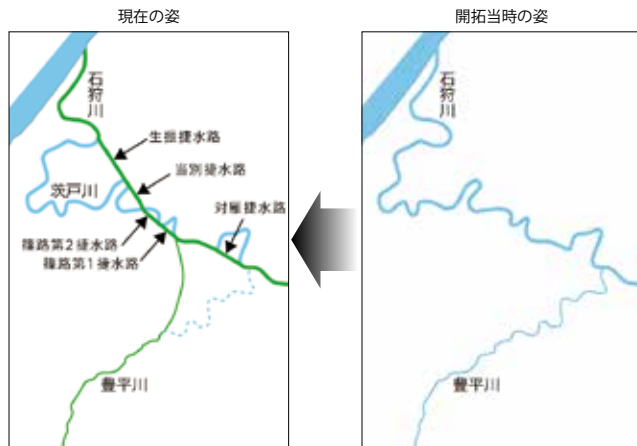 現在の姿
開拓当時の姿
石狩川
生振捷水路
当別捷水路
茨戸川
対雁捷水路
篠路第2捷水路
篠路第1捷水路
豊平川
石狩川
豊平川